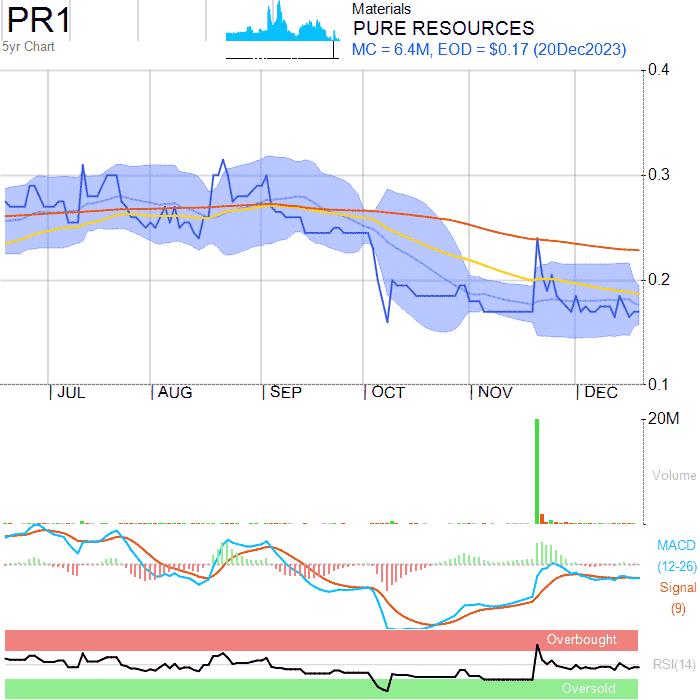 PR1
5yr Chart
Materials
PURE RESOURCES
MC = 6.4M, EOD = $0.17 (20Dec2023)
0.4
0.3
0.2
0.1
JUL AUG SEP OCT NOV DEC
20M
Volume
MACD
(12-26)
Signal
(9)
Overbought
RSI(14)
Oversold